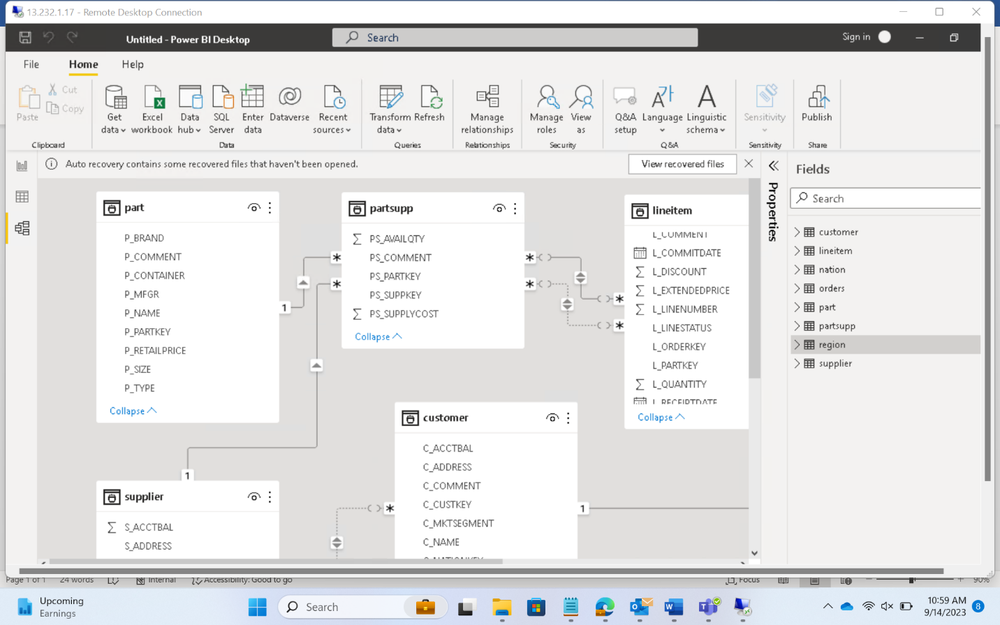 13.232.1.17 - Remote Desktop Connection
Untitled - Power BI Desktop
Search
Sign in
File
Home
Help
Paste
Cut
Copy
Get data
Excel workbook
Data hub
SQL Server
Enter data
Dataverse
Recent sources
Transform data
Refresh
Manage relationships
Manage roles
View as
Q&A setup
Language
Linguistic schema
Sensitivity
Publish
Clipboard
Data
Queries
Relationships
Security
Q&A
Sensitivity
Share
Auto recovery contains some recovered files that haven't been opened.
View recovered files
part
P_BRAND
P_COMMENT
P_CONTAINER
P_MFGR
P_NAME
P_PARTKEY
P_RETAILPRICE
P_SIZE
P_TYPE
Collapse
1
partsupp
PS_AVAILQTY
PS_COMMENT
PS_PARTKEY
PS_SUPPKEY
PS_SUPPLYCOST
Collapse
lineitem
L_COMMENT
L_COMMITDATE
L_DISCOUNT
L_EXTENDEDPRICE
L_LINENUMBER
L_LINESTATUS
L_ORDERKEY
L_PARTKEY
L_QUANTITY
L_RECEIPTDATE
Collapse
1
supplier
S_ACCTBAL
S_ADDRESS
customer
C_ACCTBAL
C_ADDRESS
C_COMMENT
C_CUSTKEY
C_MKTSEGMENT
C_NAME
C_NATIONKEY
1
Properties
Fields
Search
customer
lineitem
nation
orders
part
partsupp
region
supplier
Page 1 of 1
24 words
Internal
Accessibility: Good to go
Focus
90%
Upcoming
Earnings
Search
10:59 AM
9/14/2023
8